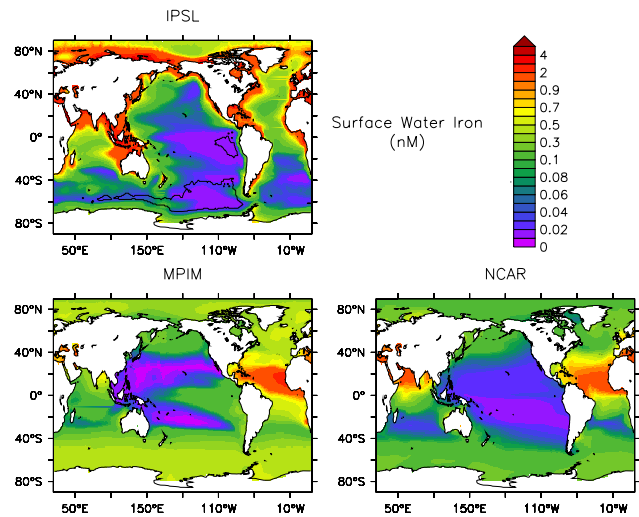 IPSL
80°N
40°N
0°
40°S
80°S
50°E 150°E 110°W 10°W
Surface Water Iron
(nM)
4
2
0.9
0.7
0.5
0.3
0.1
0.08
0.06
0.04
0.02
0
MPIM
80°N
40°N
0°
40°S
80°S
50°E 150°E 110°W 10°W
NCAR
80°N
40°N
0°
40°S
80°S
50°E 150°E 110°W 10°W